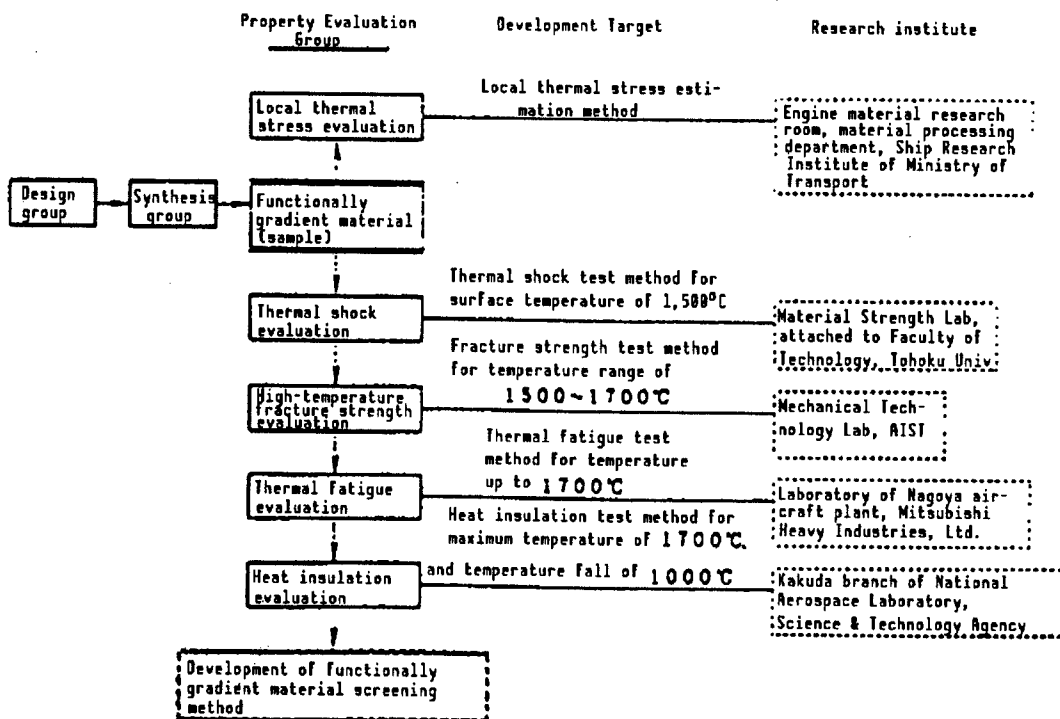 Property Evaluation
Group
Development Target
Research institute
Local thermal
stress evaluation
Local thermal stress esti-
mation method
Engine material research
room, material processing
department, Ship Research
Institute of Ministry of
Transport
Design
group
Synthesis
group
Functionally
gradient material
(sample)
Thermal shock
evaluation
Thermal shock test method for
surface temperature of 1,500°C
Material Strength Lab,
attached to Faculty of
Technology, Tohoku Univ.
High-temperature
fracture strength
evaluation
Fracture strength test method
for temperature range of
1500~1700℃
Mechanical Tech-
nology Lab, AIST
Thermal fatigue
evaluation
Thermal fatigue test
method for temperature
up to 1700℃
Laboratory of Nagoya air-
craft plant, Mitsubishi
Heavy Industries, Ltd.
Heat insulation
evaluation
Heat insulation test method for
maximum temperature of 1700℃.
and temperature fall of 1000℃
Kakuda branch of National
Aerospace Laboratory,
Science & Technology Agency
Development of functionally
gradient material screening
method